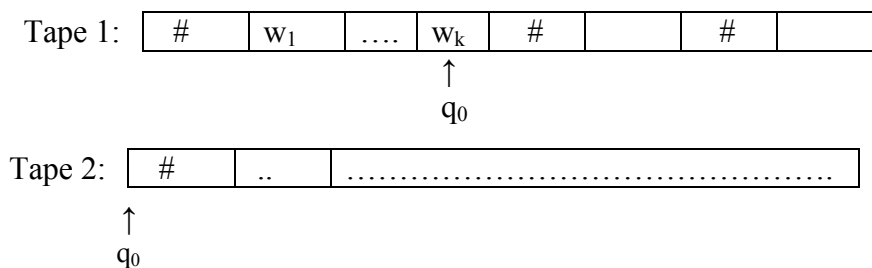 Tape 1: # w₁ .... wₖ # #
↑
q₀
Tape 2: # .. ……………………………………….
↑
q₀